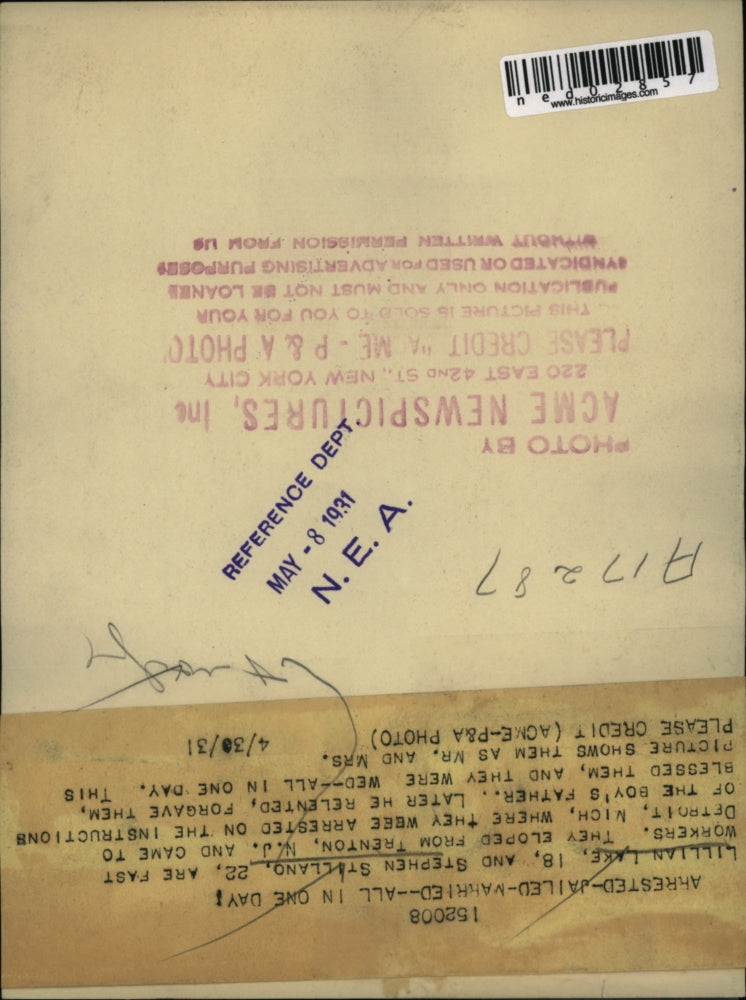 ned02857
www.historicimages.com
PHOTO BY
ACME NEWSPICTURES, Inc
220 EAST 42ND ST., NEW YORK CITY
PLEASE CREDIT "A ME - P & A PHOTO"
THIS PICTURE IS SOLD TO YOU FOR YOUR
PUBLICATION ONLY AND MUST NOT BE LOANED
SYNDICATED OR USED FOR ADVERTISING PURPOSES
WITHOUT WRITTEN PERMISSION FROM US
REFERENCE DEPT.
MAY - 8 1931
N. E. A.
A17287
152008
ARRESTED-JAILED-MARRIED--ALL IN ONE DAY!
LILLIAN LAKE, 18, AND STEPHEN 22, ARE FAST
WORKERS. THEY ELOPED FROM TRENTON, N.J. AND CAME TO
DETROIT, MICH, WHERE THEY WEEE ARRESTED ON THE INSTRUCTIONS
OF THE BOY'S FATHER.. LATER HE RELENTED, FORGAVE THEM,
BLESSED THEM, AND THEY WERE WED--ALL IN ONE DAY. THIS
PICTURE SHOWS THEM AS MR. AND MRS.
PLEASE CREDIT (ACME-P&A PHOTO) 4/30/31